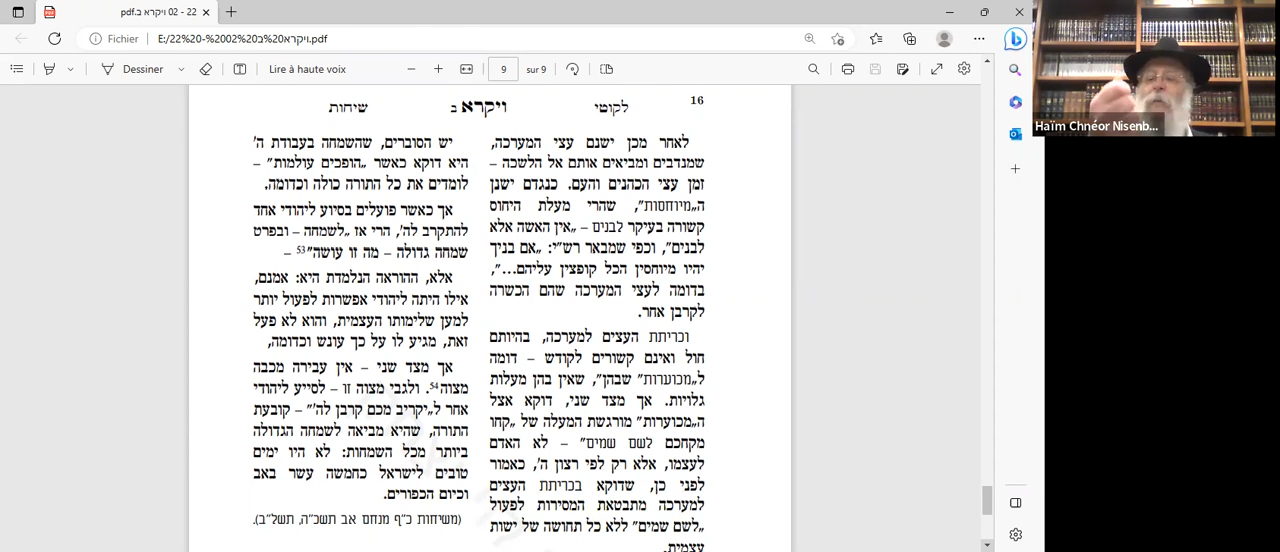 22 - 02 ויקרא ב.pdf
Fichier
E:/22%20-%2002%20ויקרא%20ב.pdf
Dessiner
Lire à haute voix
9
sur 9
Haïm Chnéor Nisenb...
16
לקוטי
ויקרא ב
שיחות
לאחר מכן ישנם עצי המערכה,
שמנדבים ומביאים אותם אל הלשכה –
זמן עצי הכהנים והעם. כנגדם ישנן
ה„מיוחסות", שהרי מעלת היחוס
קשורה בעיקר לבנים – „אין האשה אלא
לבנים", וכפי שמבאר רש"י: „אם בניך
יהיו מיוחסין הכל קופצין עליהם...",
בדומה לעצי המערכה שהם הכשרה
לקרבן אחר.
וכריתת העצים למערכה, בהיותם
חול ואינם קשורים לקודש – דומה
ל„מכוערות" שבהן", שאין בהן מעלות
גלויות. אך מצד שני, דוקא אצל
ה„מכוערות" מורגשת המעלה של „קחו
מקחכם לשם שמים" – לא האדם
לעצמו, אלא רק לפי רצון ה', כאמור
לפני כן, שדוקא בכריתת העצים
למערכה מתבטאת המסירות לפעול
„לשם שמים" ללא כל תחושה של ישות
עצמית.
יש הסוברים, שהשמחה בעבודת ה'
היא דוקא כאשר „הופכים עולמות" –
לומדים את כל התורה כולה וכדומה.
אך כאשר פועלים בסיוע ליהודי אחד
להתקרב לה', הרי אז „לשמחה – ובפרט
שמחה גדולה – מה זו עושה"53 –
אלא, ההוראה הנלמדת היא: אמנם,
אילו היתה ליהודי אפשרות לפעול יותר
למען שלימותו העצמית, והוא לא פעל
זאת, מגיע לו על כך עונש וכדומה,
אך מצד שני – אין עבירה מכבה
מצוה54. ולגבי מצוה זו – לסייע ליהודי
אחר ל„יקריב מכם קרבן לה'" – קובעת
התורה, שהיא מביאה לשמחה הגדולה
ביותר מכל השמחות: לא היו ימים
טובים לישראל כחמשה עשר באב
וכיום הכפורים.
(משיחות כ"ף מנחם אב תשכ"ה, תשל"ב).